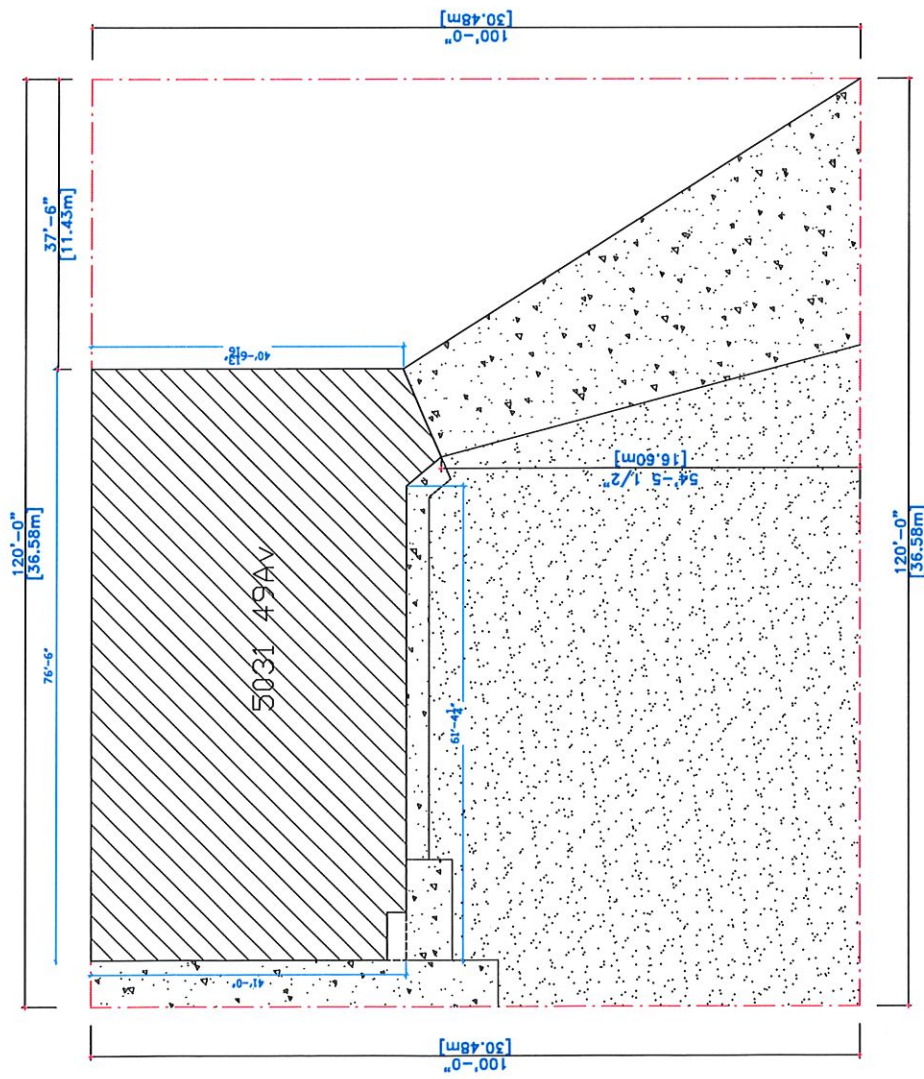 100'-0"
[30.48m]
120'-0"
[36.58m]
37'-6"
[11.43m]
40'-6 13/16"
54'-5 1/2"
[16.60m]
5031 49Av
76'-6"
61'-4 1/2"
120'-0"
[36.58m]
41'-0"
100'-0"
[30.48m]